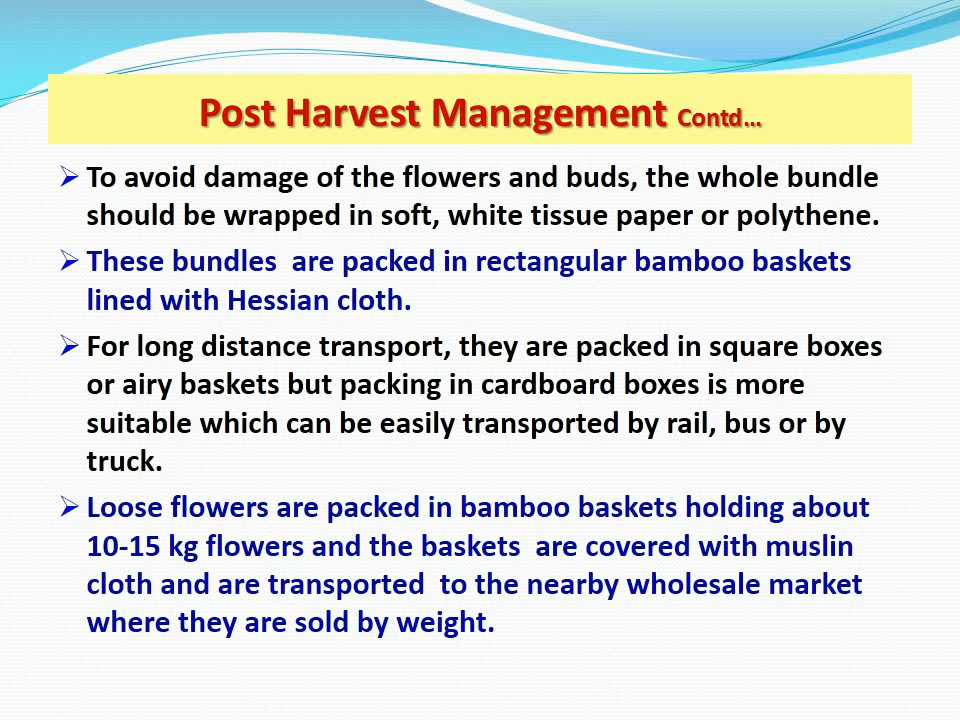 Post Harvest Management Contd...
➢ To avoid damage of the flowers and buds, the whole bundle
should be wrapped in soft, white tissue paper or polythene.
➢ These bundles  are packed in rectangular bamboo baskets
lined with Hessian cloth.
➢ For long distance transport, they are packed in square boxes
or airy baskets but packing in cardboard boxes is more
suitable which can be easily transported by rail, bus or by
truck.
➢ Loose flowers are packed in bamboo baskets holding about
10-15 kg flowers and the baskets  are covered with muslin
cloth and are transported  to the nearby wholesale market
where they are sold by weight.